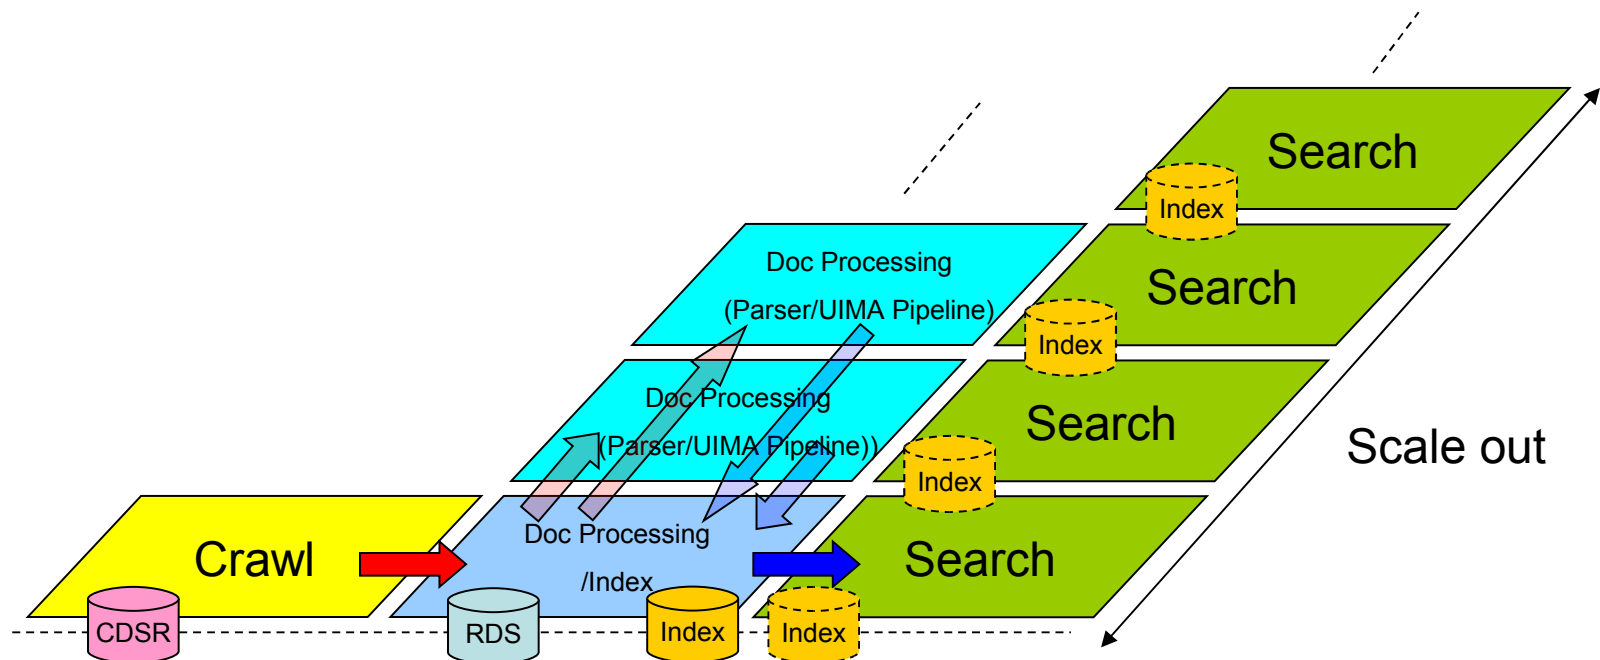 Search
Index
Doc Processing
(Parser/UIMA Pipeline)
Search
Index
Doc Processing
(Parser/UIMA Pipeline))
Search
Index
Scale out
Crawl
Doc Processing
/Index
Search
CDSR
RDS
Index
Index